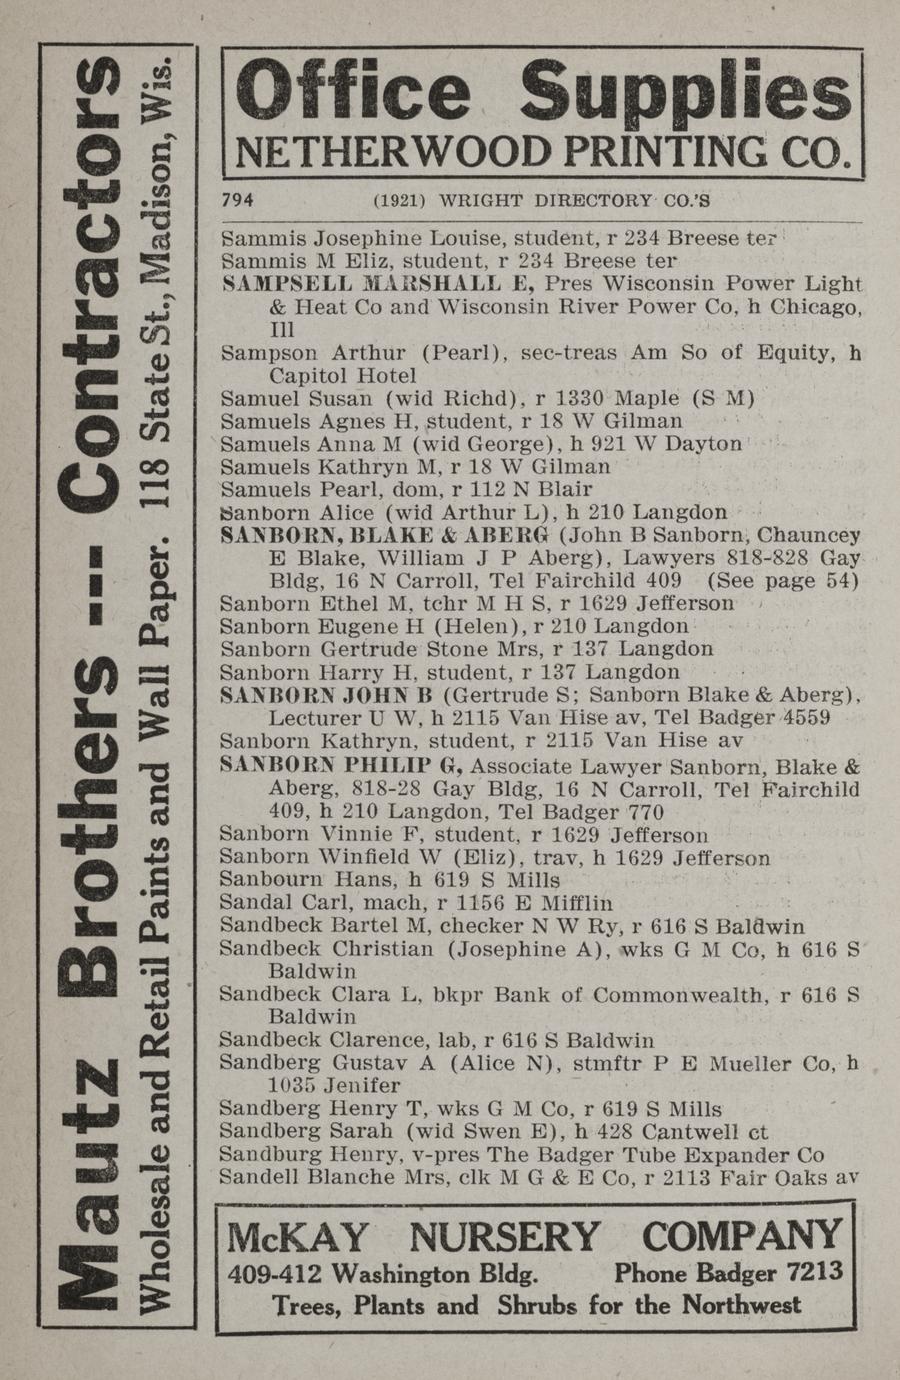 Mautz Brothers --- Contractors
Wholesale and Retail Paints and Wall Paper. 118 State St., Madison, Wis.
Office Supplies
NETHERWOOD PRINTING CO.
794 (1921) WRIGHT DIRECTORY CO.'S
Sammis Josephine Louise, student, r 234 Breese ter
Sammis M Eliz, student, r 234 Breese ter
SAMPSELL MARSHALL E, Pres Wisconsin Power Light
& Heat Co and Wisconsin River Power Co, h Chicago,
Ill
Sampson Arthur (Pearl), sec-treas Am So of Equity, h
Capitol Hotel
Samuel Susan (wid Richd), r 1330 Maple (S M)
Samuels Agnes H, student, r 18 W Gilman
Samuels Anna M (wid George), h 921 W Dayton
Samuels Kathryn M, r 18 W Gilman
Samuels Pearl, dom, r 112 N Blair
Sanborn Alice (wid Arthur L), h 210 Langdon
SANBORN, BLAKE & ABERG (John B Sanborn, Chauncey
E Blake, William J P Aberg), Lawyers 818-828 Gay
Bldg, 16 N Carroll, Tel Fairchild 409 (See page 54)
Sanborn Ethel M, tchr M H S, r 1629 Jefferson
Sanborn Eugene H (Helen), r 210 Langdon
Sanborn Gertrude Stone Mrs, r 137 Langdon
Sanborn Harry H, student, r 137 Langdon
SANBORN JOHN B (Gertrude S; Sanborn Blake & Aberg),
Lecturer U W, h 2115 Van Hise av, Tel Badger 4559
Sanborn Kathryn, student, r 2115 Van Hise av
SANBORN PHILIP G, Associate Lawyer Sanborn, Blake &
Aberg, 818-28 Gay Bldg, 16 N Carroll, Tel Fairchild
409, h 210 Langdon, Tel Badger 770
Sanborn Vinnie F, student, r 1629 Jefferson
Sanborn Winfield W (Eliz), trav, h 1629 Jefferson
Sanbourn Hans, h 619 S Mills
Sandal Carl, mach, r 1156 E Mifflin
Sandbeck Bartel M, checker N W Ry, r 616 S Baldwin
Sandbeck Christian (Josephine A), wks G M Co, h 616 S
Baldwin
Sandbeck Clara L, bkpr Bank of Commonwealth, r 616 S
Baldwin
Sandbeck Clarence, lab, r 616 S Baldwin
Sandberg Gustav A (Alice N), stmftr P E Mueller Co, h
1035 Jenifer
Sandberg Henry T, wks G M Co, r 619 S Mills
Sandberg Sarah (wid Swen E), h 428 Cantwell ct
Sandburg Henry, v-pres The Badger Tube Expander Co
Sandell Blanche Mrs, clk M G & E Co, r 2113 Fair Oaks av
McKAY NURSERY COMPANY
409-412 Washington Bldg. Phone Badger 7213
Trees, Plants and Shrubs for the Northwest